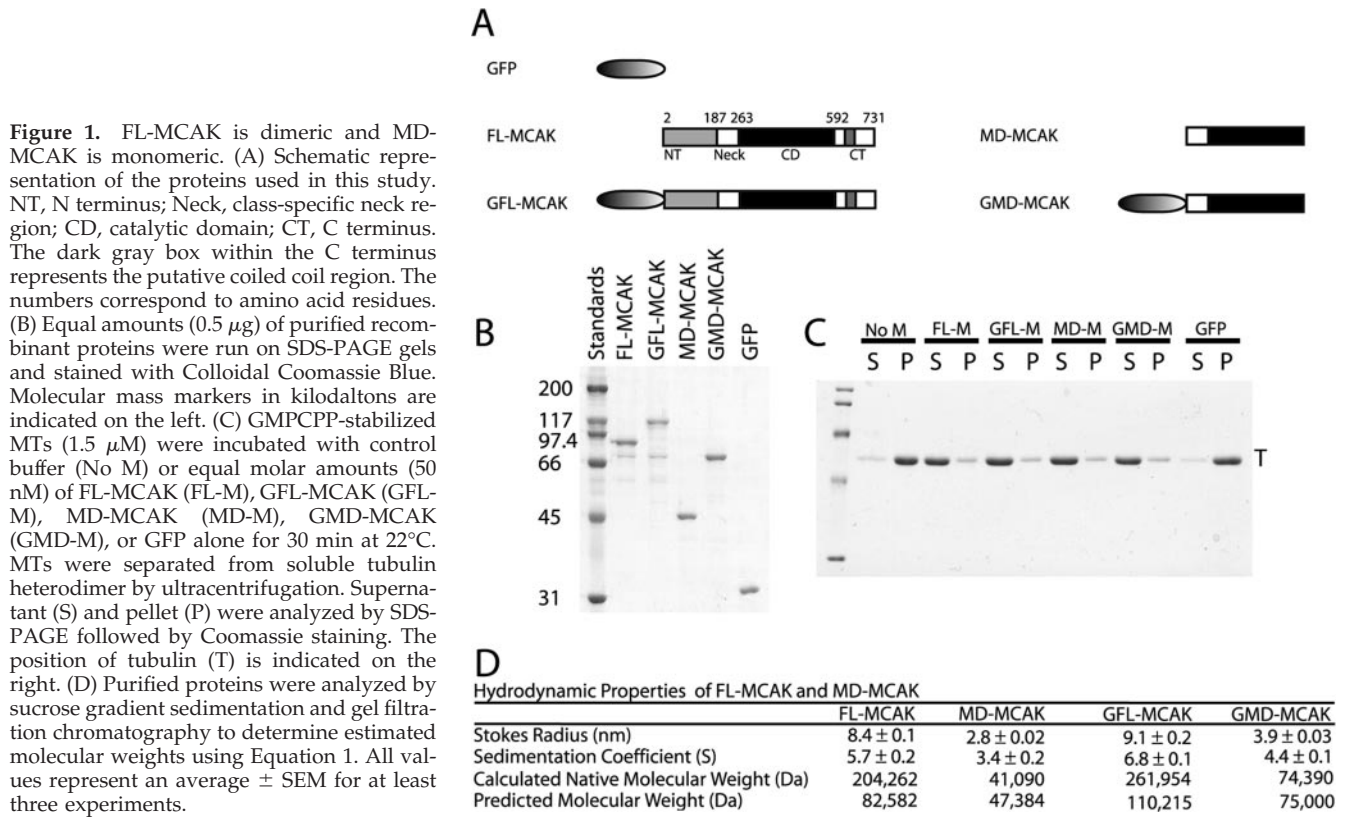 Figure 1. FL-MCAK is dimeric and MD-
MCAK is monomeric. (A) Schematic repre-
sentation of the proteins used in this study.
NT, N terminus; Neck, class-specific neck re-
gion; CD, catalytic domain; CT, C terminus.
The dark gray box within the C terminus
represents the putative coiled coil region. The
numbers correspond to amino acid residues.
(B) Equal amounts (0.5 μg) of purified recom-
binant proteins were run on SDS-PAGE gels
and stained with Colloidal Coomassie Blue.
Molecular mass markers in kilodaltons are
indicated on the left. (C) GMPCPP-stabilized
MTs (1.5 μM) were incubated with control
buffer (No M) or equal molar amounts (50
nM) of FL-MCAK (FL-M), GFL-MCAK (GFL-
M), MD-MCAK (MD-M), GMD-MCAK
(GMD-M), or GFP alone for 30 min at 22°C.
MTs were separated from soluble tubulin
heterodimer by ultracentrifugation. Superna-
tant (S) and pellet (P) were analyzed by SDS-
PAGE followed by Coomassie staining. The
position of tubulin (T) is indicated on the
right. (D) Purified proteins were analyzed by
sucrose gradient sedimentation and gel filtra-
tion chromatography to determine estimated
molecular weights using Equation 1. All val-
ues represent an average ± SEM for at least
three experiments.
A
GFP
2 187 263 592 731
FL-MCAK
NT Neck CD CT
MD-MCAK
GFL-MCAK
GMD-MCAK
B
Standards
FL-MCAK
GFL-MCAK
MD-MCAK
GMD-MCAK
GFP
200
117
97.4
66
45
31
C
No M FL-M GFL-M MD-M GMD-M GFP
S P S P S P S P S P S P
T
D
Hydrodynamic Properties of FL-MCAK and MD-MCAK
FL-MCAK MD-MCAK GFL-MCAK GMD-MCAK
Stokes Radius (nm) 8.4 ± 0.1 2.8 ± 0.02 9.1 ± 0.2 3.9 ± 0.03
Sedimentation Coefficient (S) 5.7 ± 0.2 3.4 ± 0.2 6.8 ± 0.1 4.4 ± 0.1
Calculated Native Molecular Weight (Da) 204,262 41,090 261,954 74,390
Predicted Molecular Weight (Da) 82,582 47,384 110,215 75,000